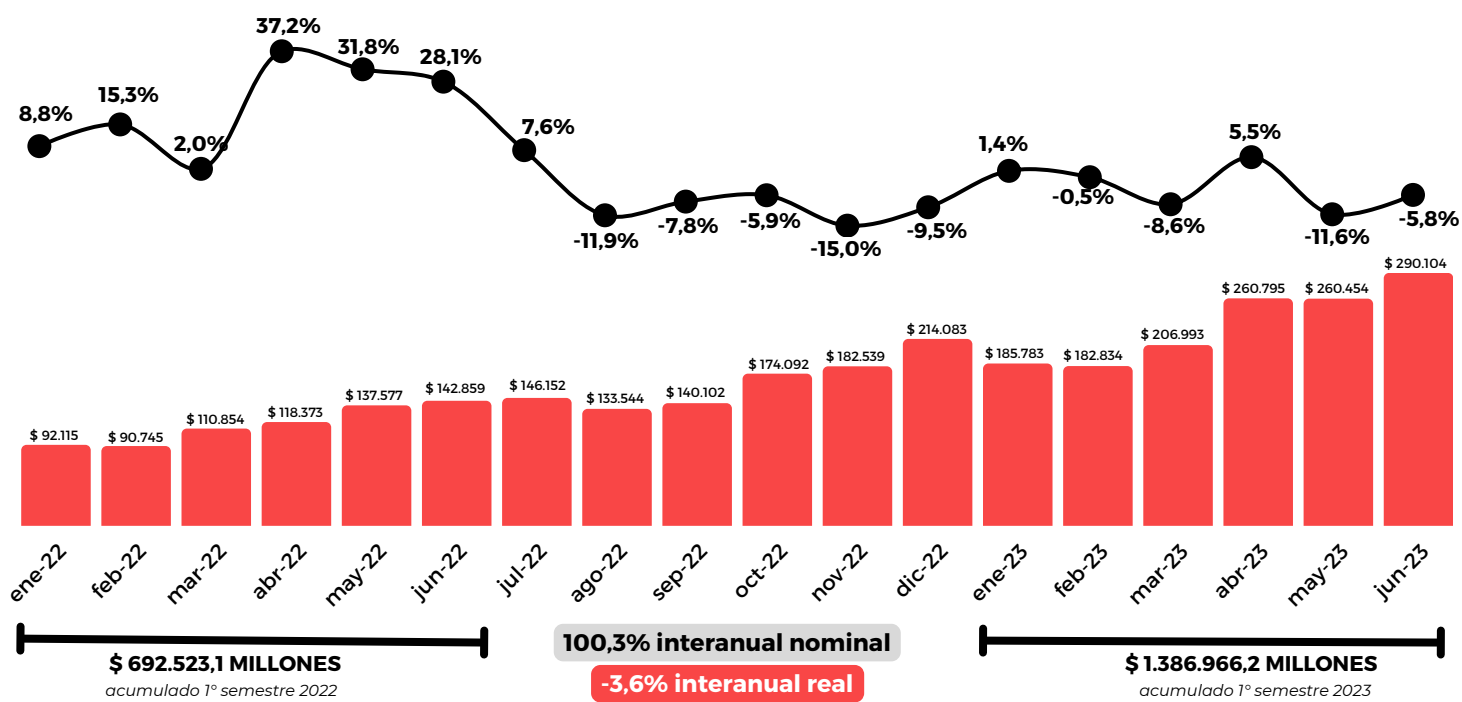 37,2%
31,8%
28,1%
8,8%
15,3%
2,0%
7,6%
-11,9%
-7,8%
-5,9%
-15,0%
-9,5%
1,4%
-0,5%
-8,6%
5,5%
-11,6%
-5,8%
$ 92.115
$ 90.745
$ 110.854
$ 118.373
$ 137.577
$ 142.859
$ 146.152
$ 133.544
$ 140.102
$ 174.092
$ 182.539
$ 214.083
$ 185.783
$ 182.834
$ 206.993
$ 260.795
$ 260.454
$ 290.104
ene-22
feb-22
mar-22
abr-22
may-22
jun-22
jul-22
ago-22
sep-22
oct-22
nov-22
dic-22
ene-23
feb-23
mar-23
abr-23
may-23
jun-23
$ 692.523,1 MILLONES
acumulado 1° semestre 2022
100,3% interanual nominal
-3,6% interanual real
$ 1.386.966,2 MILLONES
acumulado 1° semestre 2023